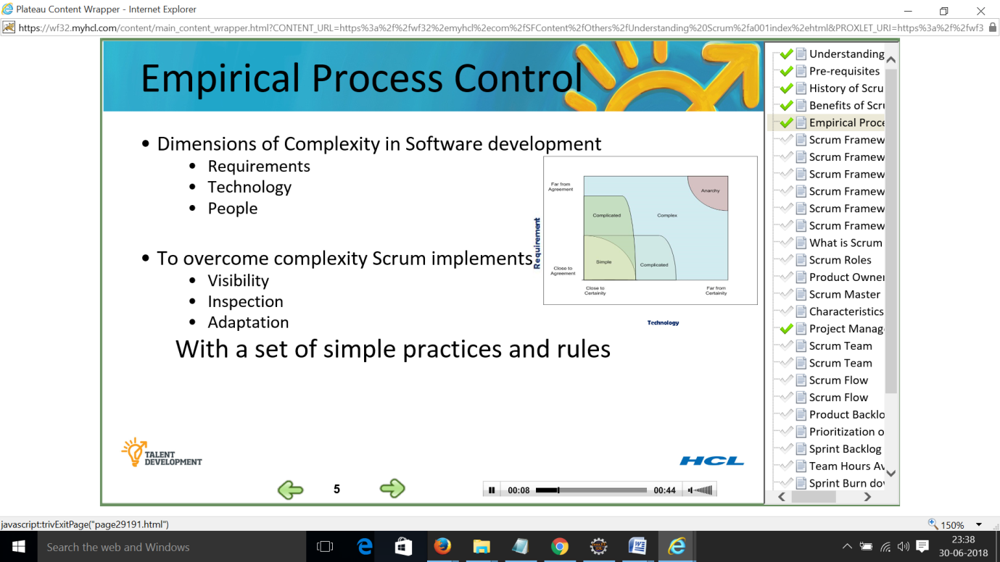 Plateau Content Wrapper - Internet Explorer
https://wf32.myhcl.com/content/main_content_wrapper.html?CONTENT_URL=https%3a%2f%2fwf32%2emyhcl%2ecom%2fSFContent%2fOthers%2fUnderstanding%20Scrum%2fa001index%2ehtml&PROXLET_URI=https%3a%2f%2fwf3
Empirical Process Control
• Dimensions of Complexity in Software development
• Requirements
• Technology
• People
• To overcome complexity Scrum implements
• Visibility
• Inspection
• Adaptation
With a set of simple practices and rules
Requirement
Far from
Agreement
Anarchy
Complicated
Complex
Simple
Complicated
Close to
Agreement
Close to
Certainity
Far from
Certainity
Technology
TALENT
DEVELOPMENT
HCL
5
00:08
00:44
Understanding
Pre-requisites
History of Scru
Benefits of Scru
Empirical Proce
Scrum Framew
Scrum Framew
Scrum Framew
Scrum Framew
Scrum Framew
Scrum Framew
What is Scrum
Scrum Roles
Product Owner
Scrum Master
Characteristics
Project Manag
Scrum Team
Scrum Team
Scrum Flow
Scrum Flow
Product Backlo
Prioritization o
Sprint Backlog
Team Hours Av
Sprint Burn dov
javascript:trivExitPage("page29191.html")
150%
Search the web and Windows
23:38
30-06-2018